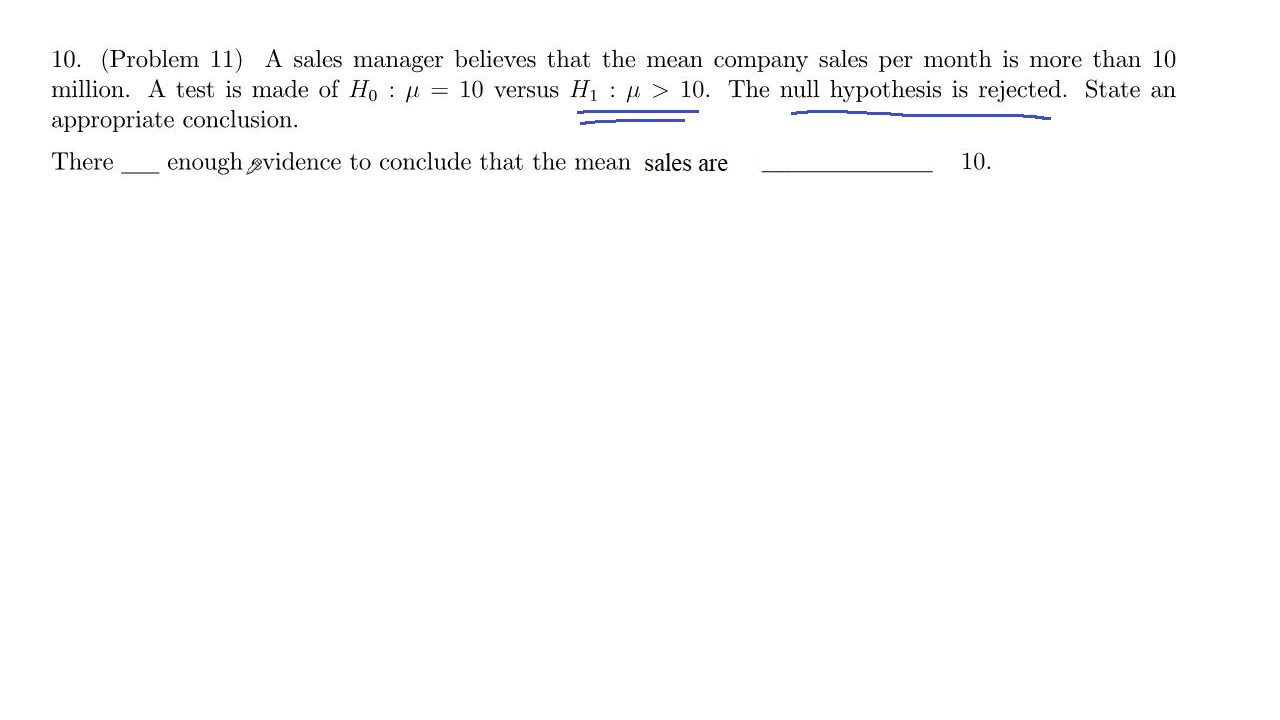 10. (Problem 11) A sales manager believes that the mean company sales per month is more than 10
million. A test is made of H₀ : μ = 10 versus H₁ : μ > 10. The null hypothesis is rejected. State an
appropriate conclusion.
There ___ enough evidence to conclude that the mean sales are ______________ 10.